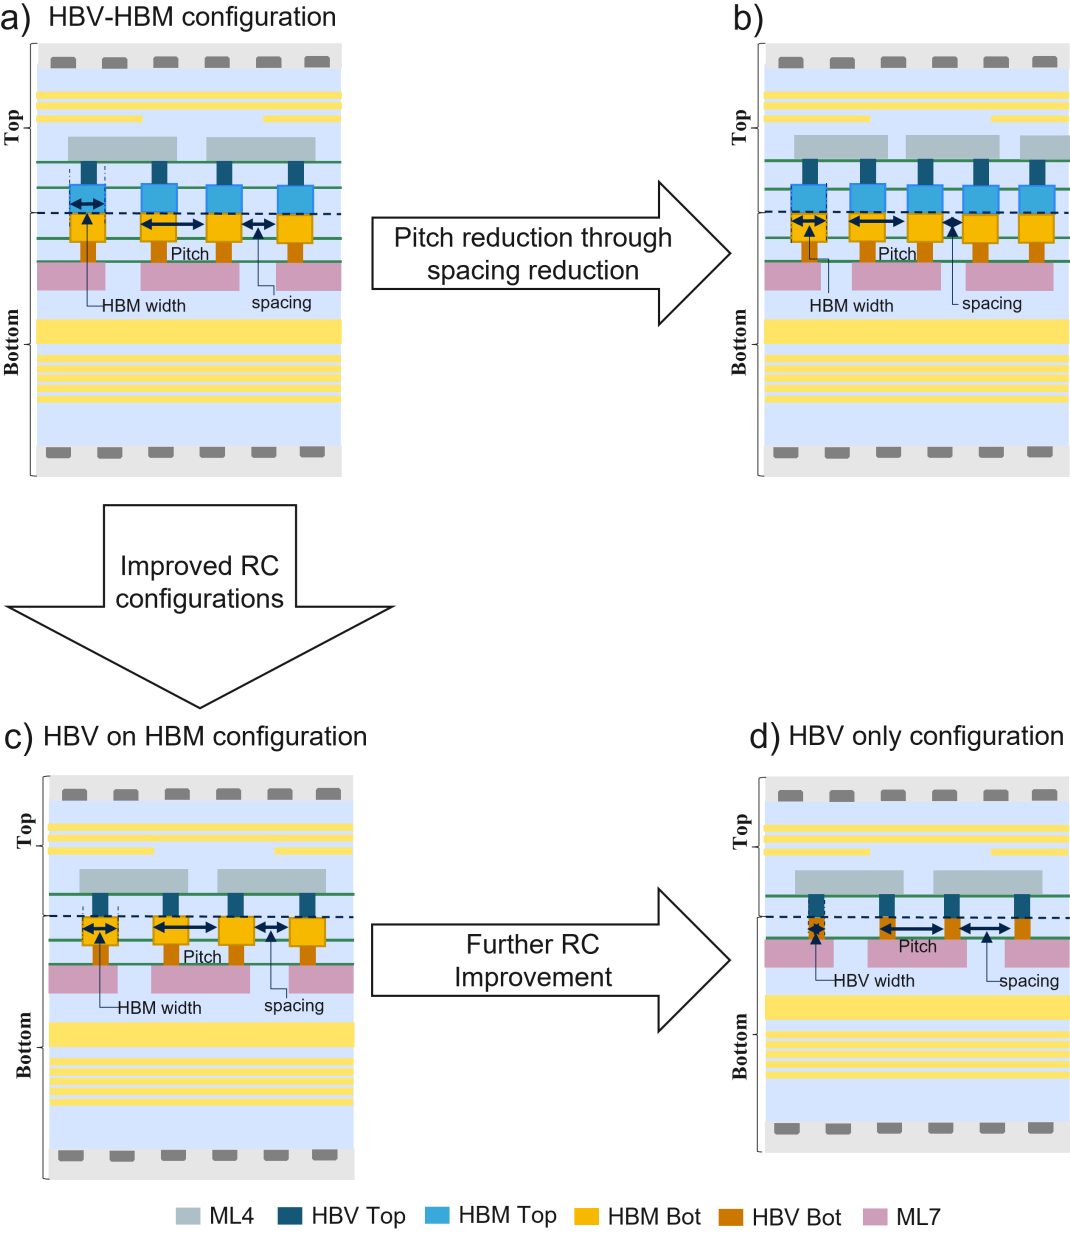 a) HBV-HBM configuration
Top
Bottom
Pitch
HBM width
spacing
Pitch reduction through
spacing reduction
b)
Top
Bottom
Pitch
HBM width
spacing
Improved RC
configurations
c) HBV on HBM configuration
Top
Bottom
Pitch
HBM width
spacing
Further RC
Improvement
d) HBV only configuration
Top
Bottom
Pitch
HBV width
spacing
ML4
HBV Top
HBM Top
HBM Bot
HBV Bot
ML7